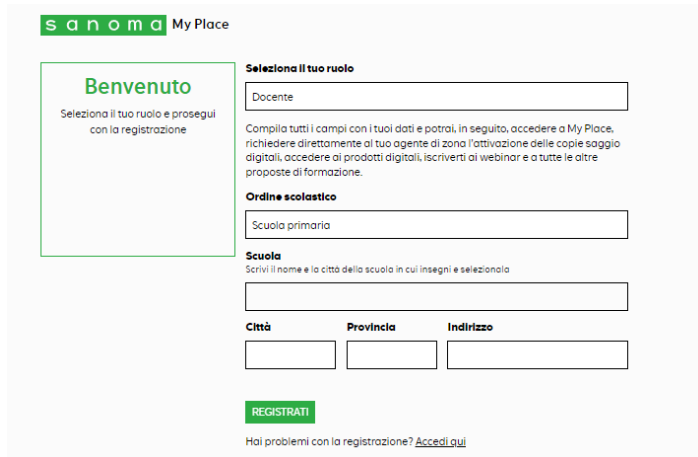 sanoma My Place
Benvenuto
Seleziona il tuo ruolo e prosegui
con la registrazione
Seleziona il tuo ruolo
Docente
Compila tutti i campi con i tuoi dati e potrai, in seguito, accedere a My Place,
richiedere direttamente al tuo agente di zona l'attivazione delle copie saggio
digitali, accedere ai prodotti digitali, iscriverti ai webinar e a tutte le altre
proposte di formazione.
Ordine scolastico
Scuola primaria
Scuola
Scrivi il nome e la città della scuola in cui insegni e selezionala
Città Provincia Indirizzo
REGISTRATI
Hai problemi con la registrazione? Accedi qui